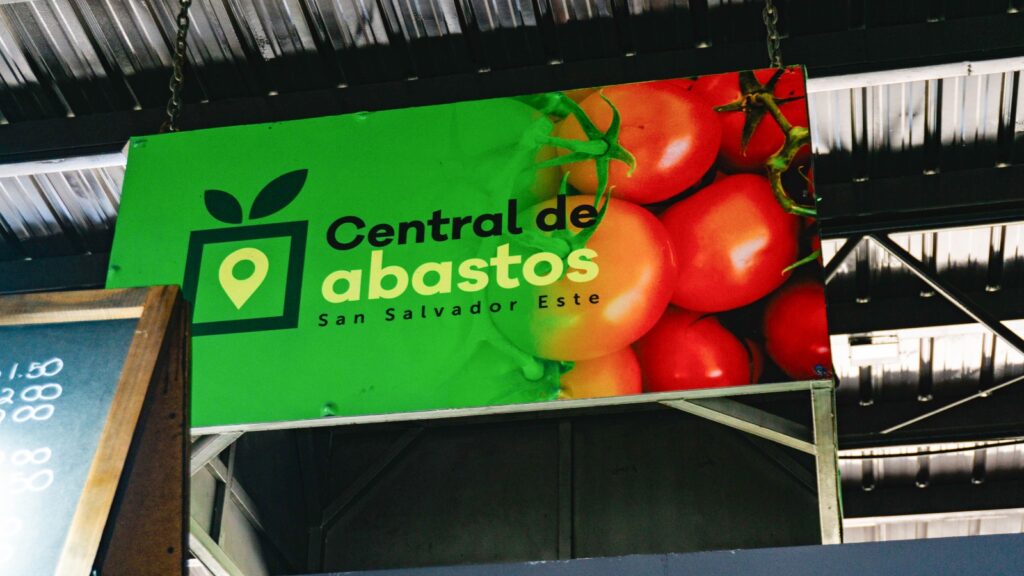 Central de
abastos
San Salvador Este
1.50